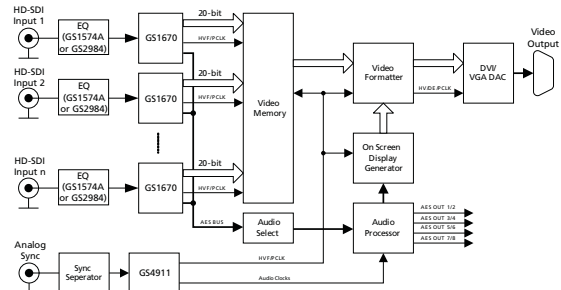 HD-SDI
Input 1
EQ
(GS1574A
or GS2984)
GS1670
20-bit
HVF/PCLK
HD-SDI
Input 2
EQ
(GS1574A
or GS2984)
GS1670
20-bit
HVF/PCLK
HD-SDI
Input n
EQ
(GS1574A
or GS2984)
GS1670
20-bit
HVF/PCLK
Video
Memory
Video
Formatter
HV/DE/PCLK
DVI/
VGA DAC
Video
Output
On Screen
Display
Generator
AES BUS
Audio
Select
Audio
Processor
AES OUT 1/2
AES OUT 3/4
AES OUT 5/6
AES OUT 7/8
Analog
Sync
Sync
Seperator
GS4911
HVF/PCLK
Audio Clocks